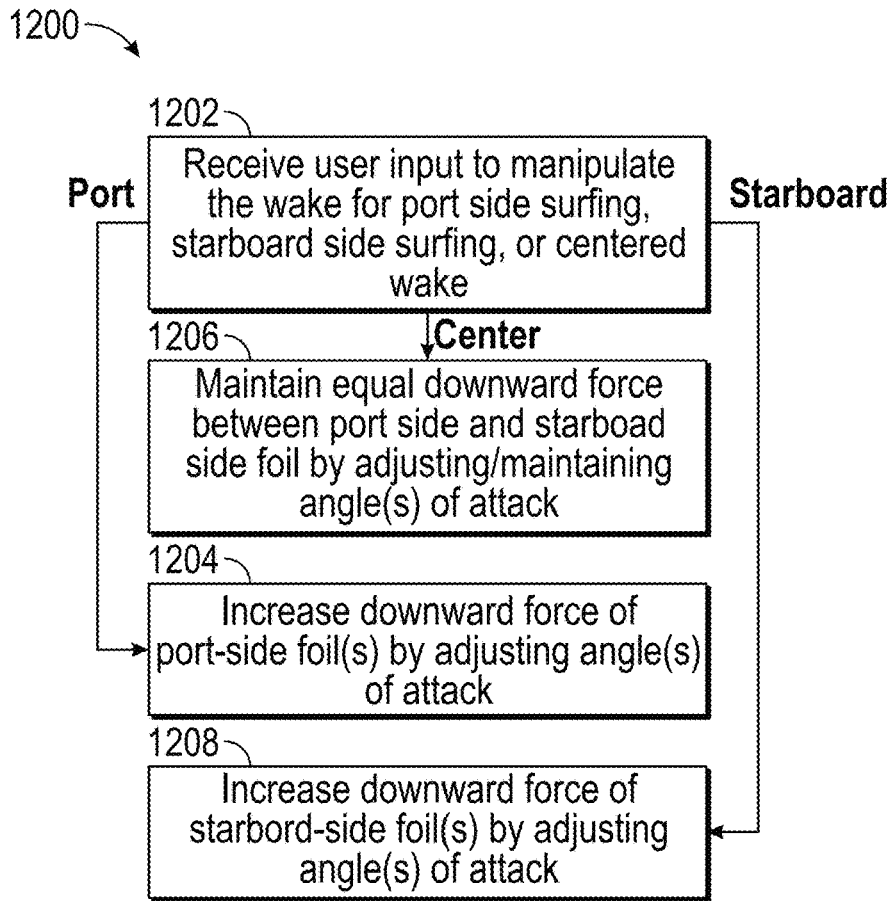 1200
1202
Receive user input to manipulate
the wake for port side surfing,
starboard side surfing, or centered
wake
Port
Starboard
Center
1206
Maintain equal downward force
between port side and starboad
side foil by adjusting/maintaining
angle(s) of attack
1204
Increase downward force of
port-side foil(s) by adjusting angle(s)
of attack
1208
Increase downward force of
starbord-side foil(s) by adjusting
angle(s) of attack